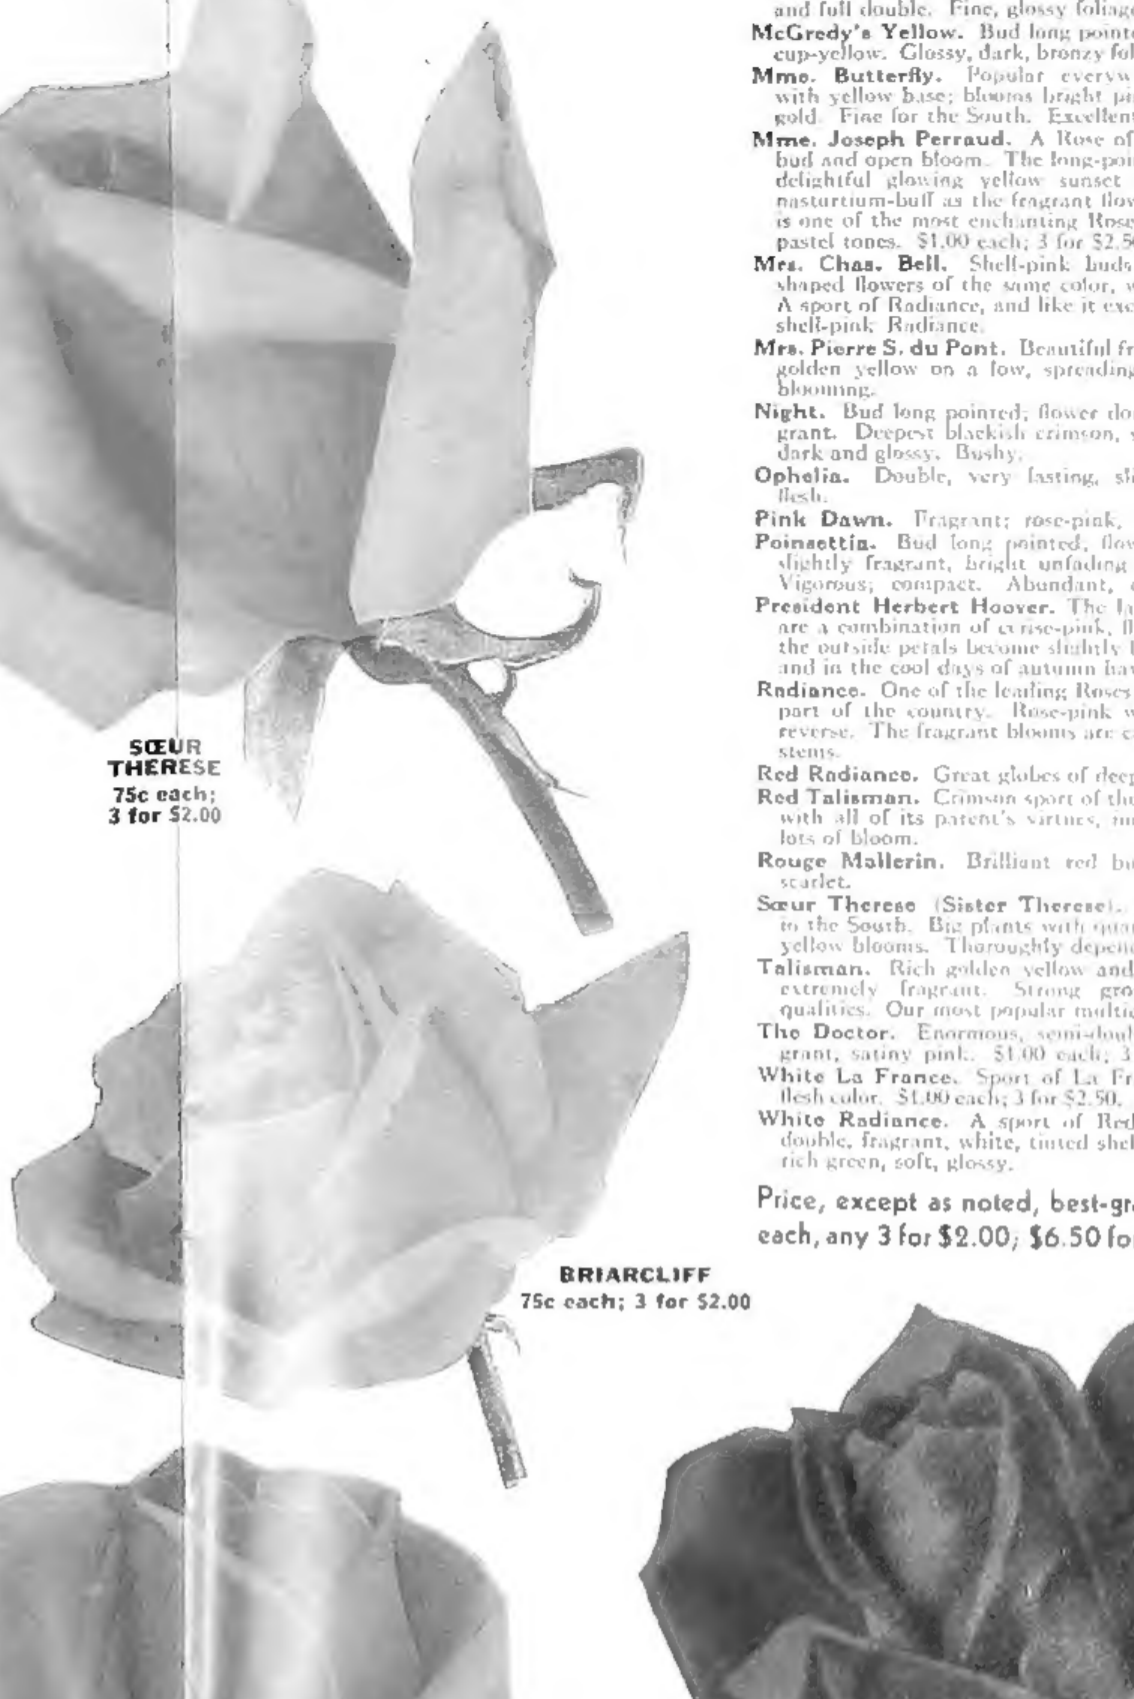 SŒUR
THERESE
75c each;
3 for $2.00
BRIARCLIFF
75c each; 3 for $2.00
and full double. Fine, glossy foliage
McGredy's Yellow. Bud long pointe
cup-yellow. Glossy, dark, bronzy fol
Mme. Butterfly. Popular everyw
with yellow base; blooms bright pi
gold. Fine for the South. Excellent
Mme. Joseph Perraud. A Rose of
bud and open bloom. The long-poi
delightful glowing yellow sunset
nasturtium-buff as the fragrant flow
is one of the most enchanting Rose
pastel tones. $1.00 each; 3 for $2.5
Mrs. Chas. Bell. Shell-pink buds
shaped flowers of the same color, w
A sport of Radiance, and like it exc
shell-pink Radiance.
Mrs. Pierre S. du Pont. Beautiful fr
golden yellow on a low, spreading
blooming.
Night. Bud long pointed; flower do
grant. Deepest blackish crimson,
dark and glossy. Bushy.
Ophelia. Double, very lasting, sl
flesh.
Pink Dawn. Fragrant; rose-pink,
Poinsettia. Bud long pointed, flow
slightly fragrant, bright unfading
Vigorous; compact. Abundant,
President Herbert Hoover. The la
are a combination of cerise-pink, fl
the outside petals become slightly
and in the cool days of autumn hav
Radiance. One of the leading Roses
part of the country. Rose-pink w
reverse. The fragrant blooms are c
stems.
Red Radiance. Great globes of deep
Red Talisman. Crimson sport of the
with all of its parent's virtues,
lots of bloom.
Rouge Mallerin. Brilliant red bu
scarlet.
Sœur Therese (Sister Therese).
in the South. Big plants with quan
yellow blooms. Thoroughly depend
Talisman. Rich golden yellow and
extremely fragrant. Strong gro
qualities. Our most popular multic
The Doctor. Enormous, semi-doul
grant, satiny pink. $1.00 each; 3
White La France. Sport of La Fr
flesh color. $1.00 each; 3 for $2.50.
White Radiance. A sport of Red
double, fragrant, white, tinted shel
rich green, soft, glossy.
Price, except as noted, best-gr
each, any 3 for $2.00; $6.50 fo